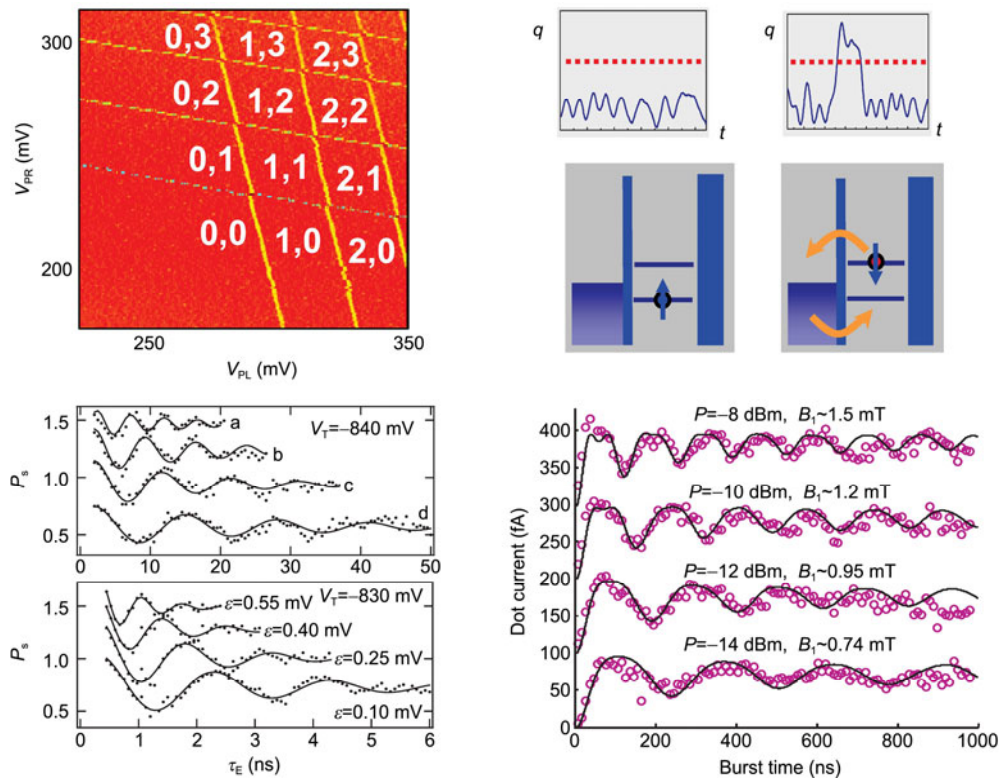 300
200
V_PR (mV)
0,3 1,3 2,3
0,2 1,2 2,2
0,1 1,1 2,1
0,0 1,0 2,0
250 350
V_PL (mV)
q
t
q
t
1.5
1.0
0.5
P_s
V_T=−840 mV
a
b
c
d
0 10 20 30 40 50
1.5
1.0
0.5
P_s
V_T=−830 mV
ε=0.55 mV
ε=0.40 mV
ε=0.25 mV
ε=0.10 mV
0 1 2 3 4 5 6
τ_E (ns)
Dot current (fA)
400
350
300
250
200
150
100
50
0
P=−8 dBm, B₁~1.5 mT
P=−10 dBm, B₁~1.2 mT
P=−12 dBm, B₁~0.95 mT
P=−14 dBm, B₁~0.74 mT
0 200 400 600 800 1000
Burst time (ns)